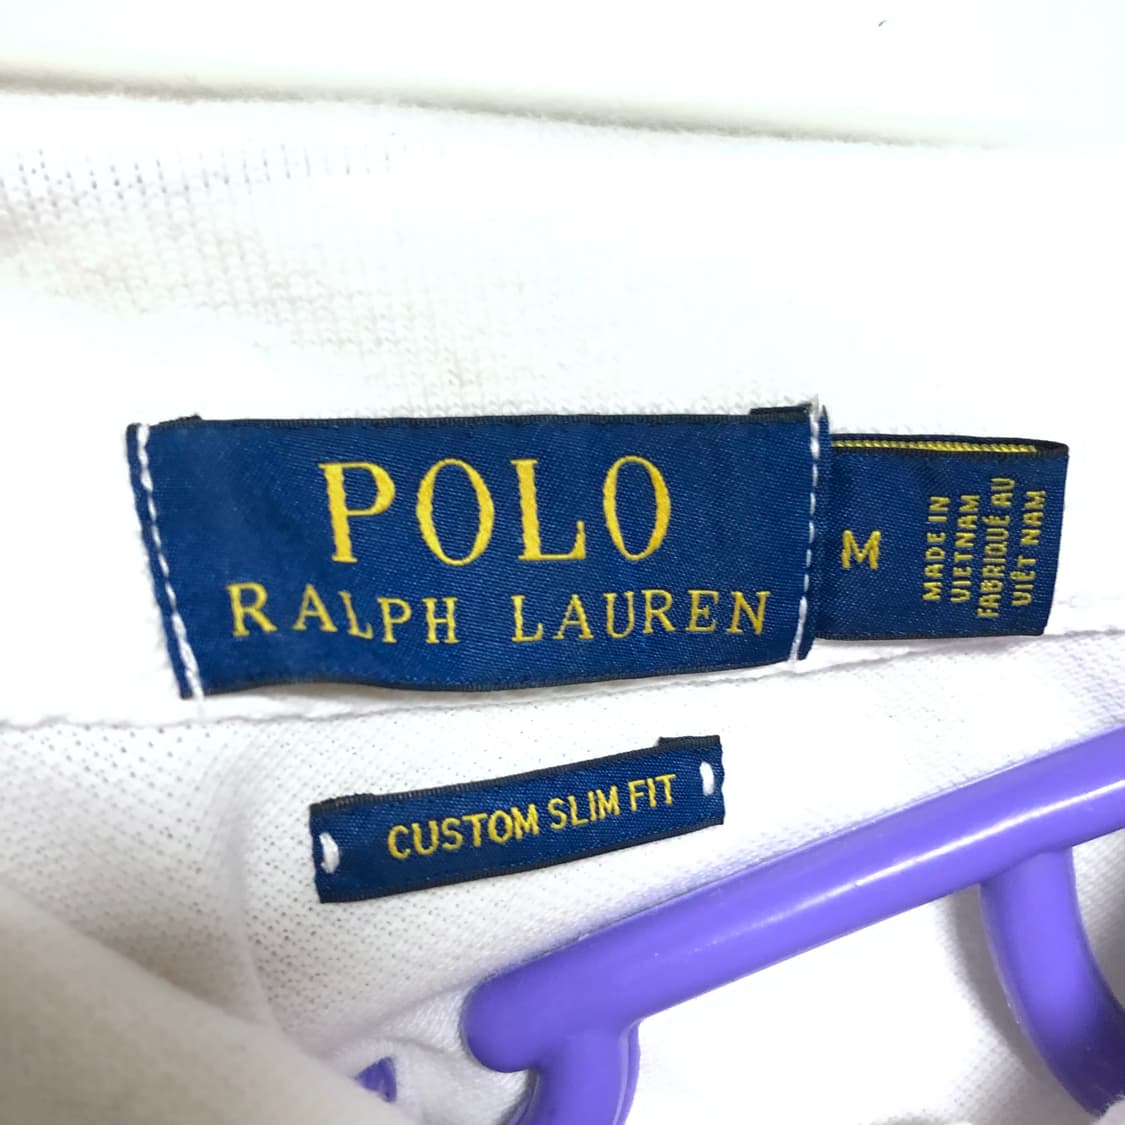 POLO
RALPH LAUREN
M
MADE IN
VIETNAM
FABRIQUÉ AU
VIÊT NAM
CUSTOM SLIM FIT